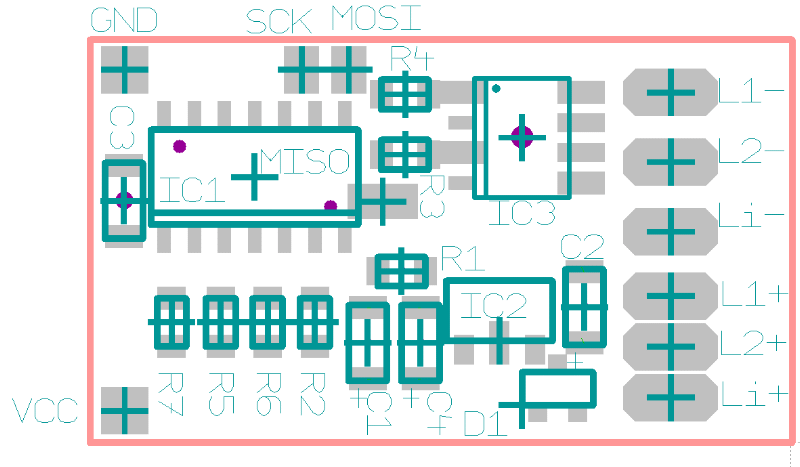 GND
SCK
MOSI
R4
L1-
C3
MISO
L2-
IC1
R3
IC3
Li-
R1
C2
L1+
IC2
L2+
+
R7
R5
R6
R2
+
C1
+
C4
D1
Li+
VCC